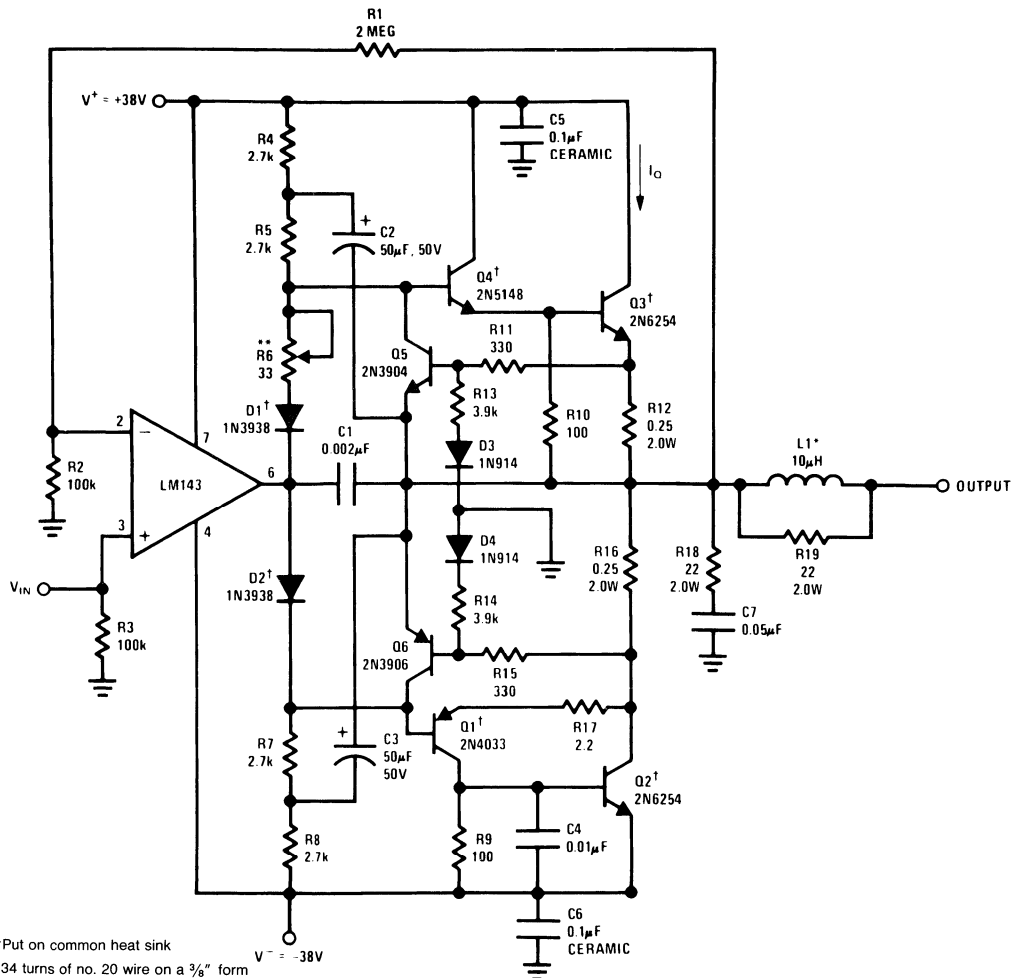 R1
2 MEG
V+ = +38V
R4
2.7k
C5
0.1µF
CERAMIC
IQ
R5
2.7k
+
C2
50µF, 50V
Q4†
2N5148
Q3†
2N6254
**
R6
33
Q5
2N3904
R11
330
D1†
1N3938
R13
3.9k
R10
100
R12
0.25
2.0W
2
−
7
C1
0.002µF
D3
1N914
L1*
10µH
R2
100k
LM143
6
OUTPUT
3
+
4
D4
1N914
R16
0.25
2.0W
R18
22
2.0W
R19
22
2.0W
VIN
D2†
1N3938
R14
3.9k
C7
0.05µF
R3
100k
Q6
2N3906
R15
330
R7
2.7k
+
C3
50µF
50V
Q1†
2N4033
R17
2.2
Q2†
2N6254
R8
2.7k
R9
100
C4
0.01µF
C6
0.1µF
CERAMIC
V− = −38V
Put on common heat sink
34 turns of no. 20 wire on a 3/8" form